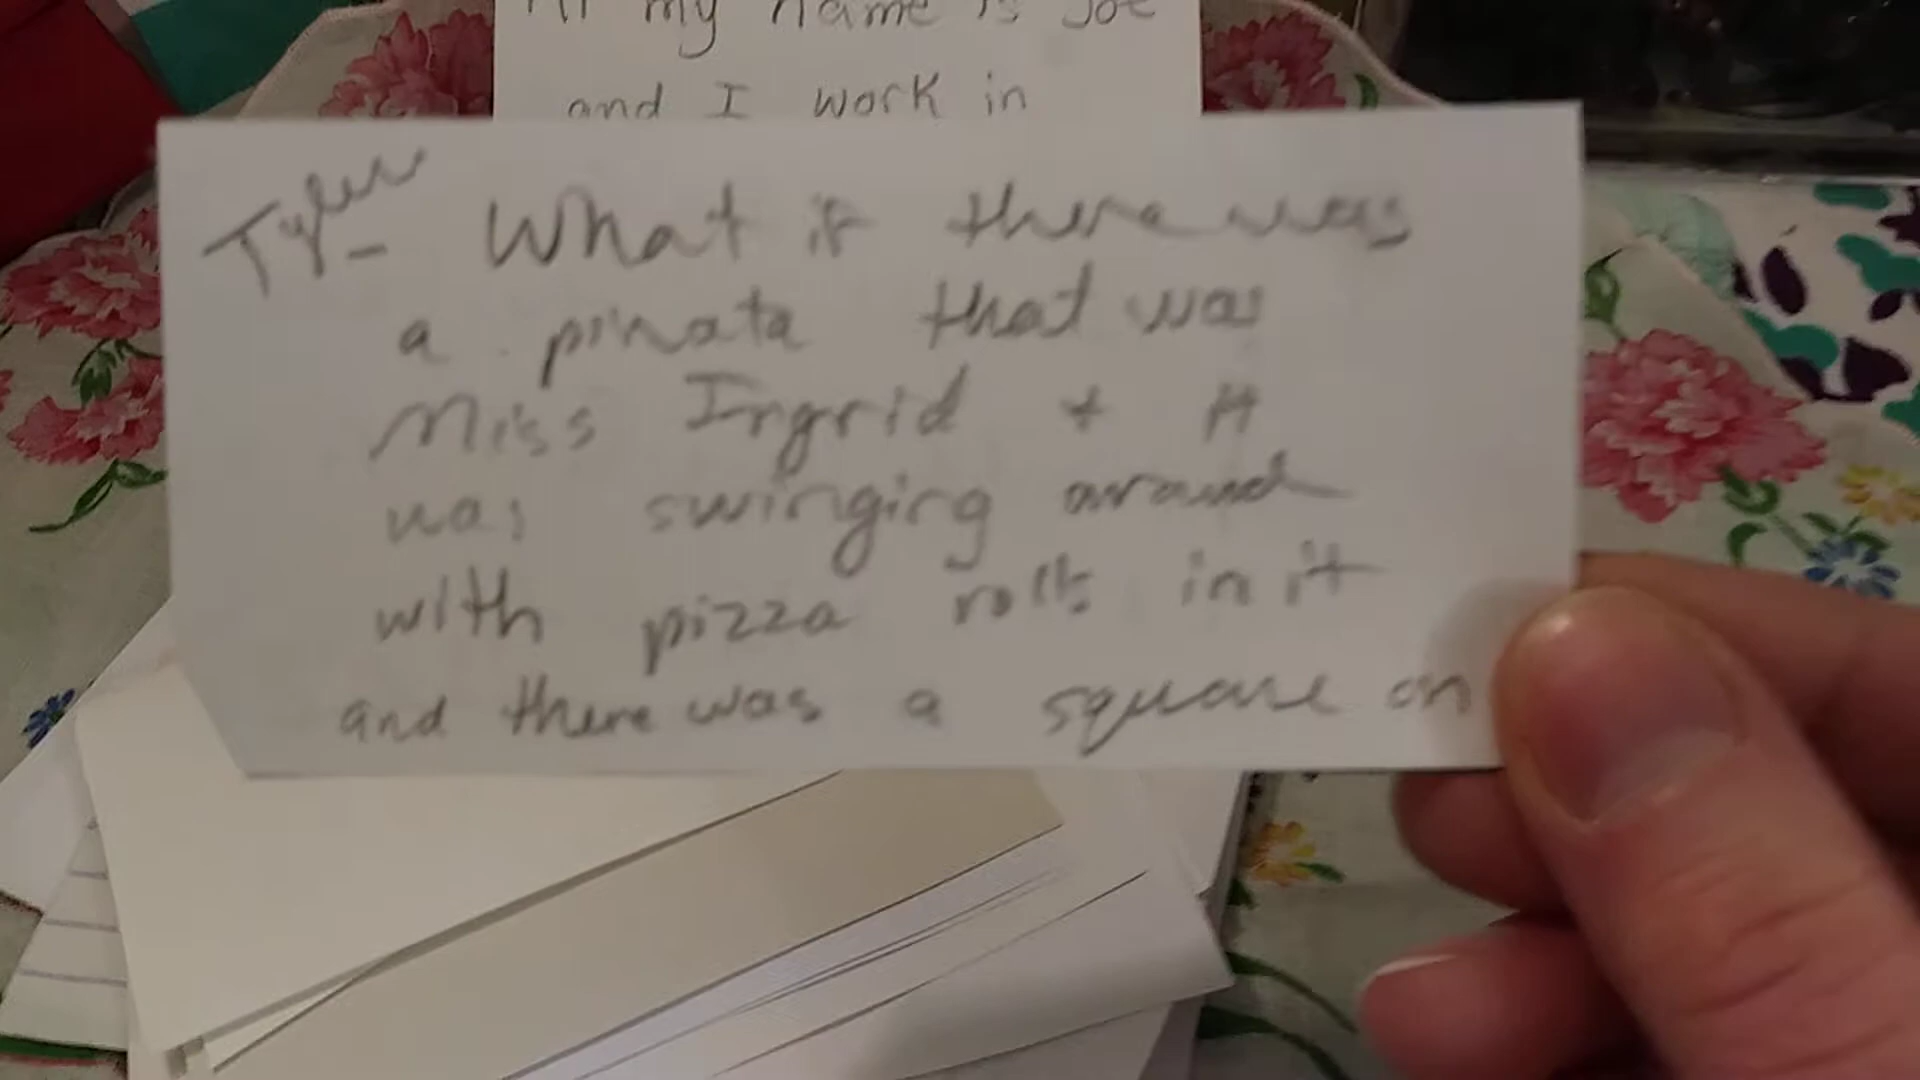 Hi my name is Joe
and I work in
Tyler - What if there was
a pinata that was
Miss Ingrid + it
was swinging around
with pizza rolls in it
and there was a square on